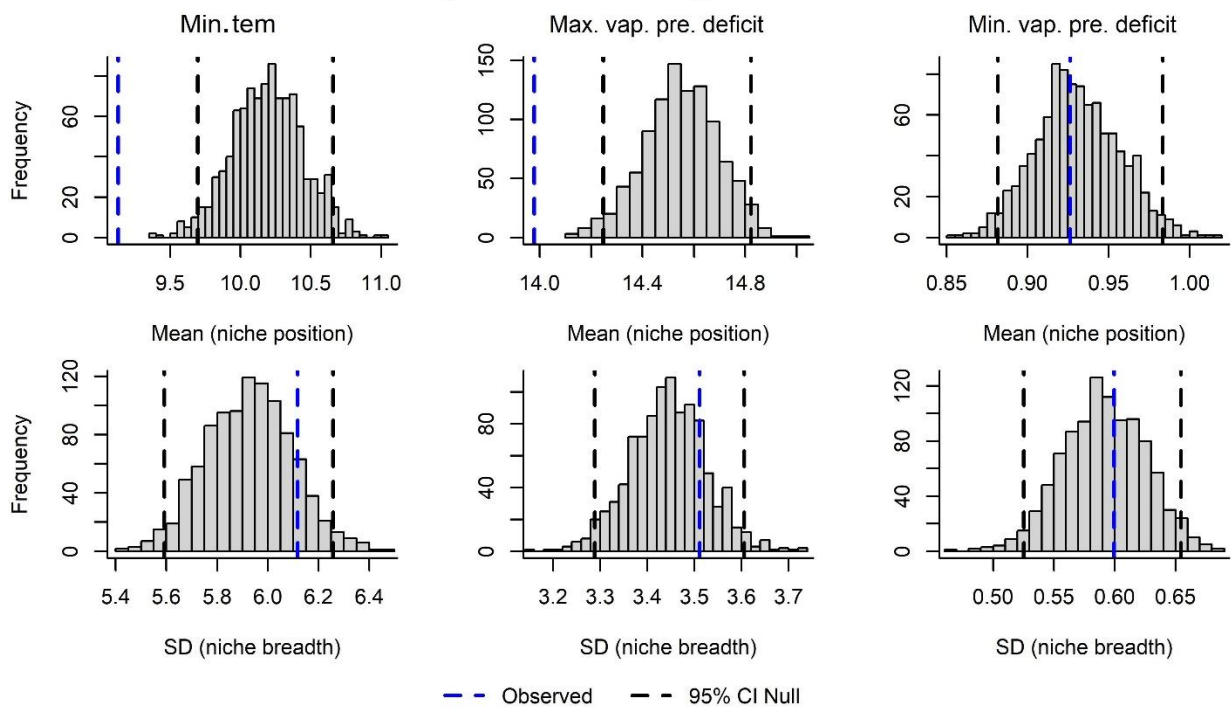 Min.tem Max. vap. pre. deficit Min. vap. pre. deficit
Frequency
0 20 60
9.5 10.0 10.5 11.0
Mean (niche position)
0 50 100 150
14.0 14.4 14.8
Mean (niche position)
0 20 40 60 80
0.85 0.90 0.95 1.00
Mean (niche position)
Frequency
0 40 80 120
5.4 5.6 5.8 6.0 6.2 6.4
SD (niche breadth)
0 40 80
3.2 3.3 3.4 3.5 3.6 3.7
SD (niche breadth)
0 40 80 120
0.50 0.55 0.60 0.65
SD (niche breadth)
Observed 95% CI Null